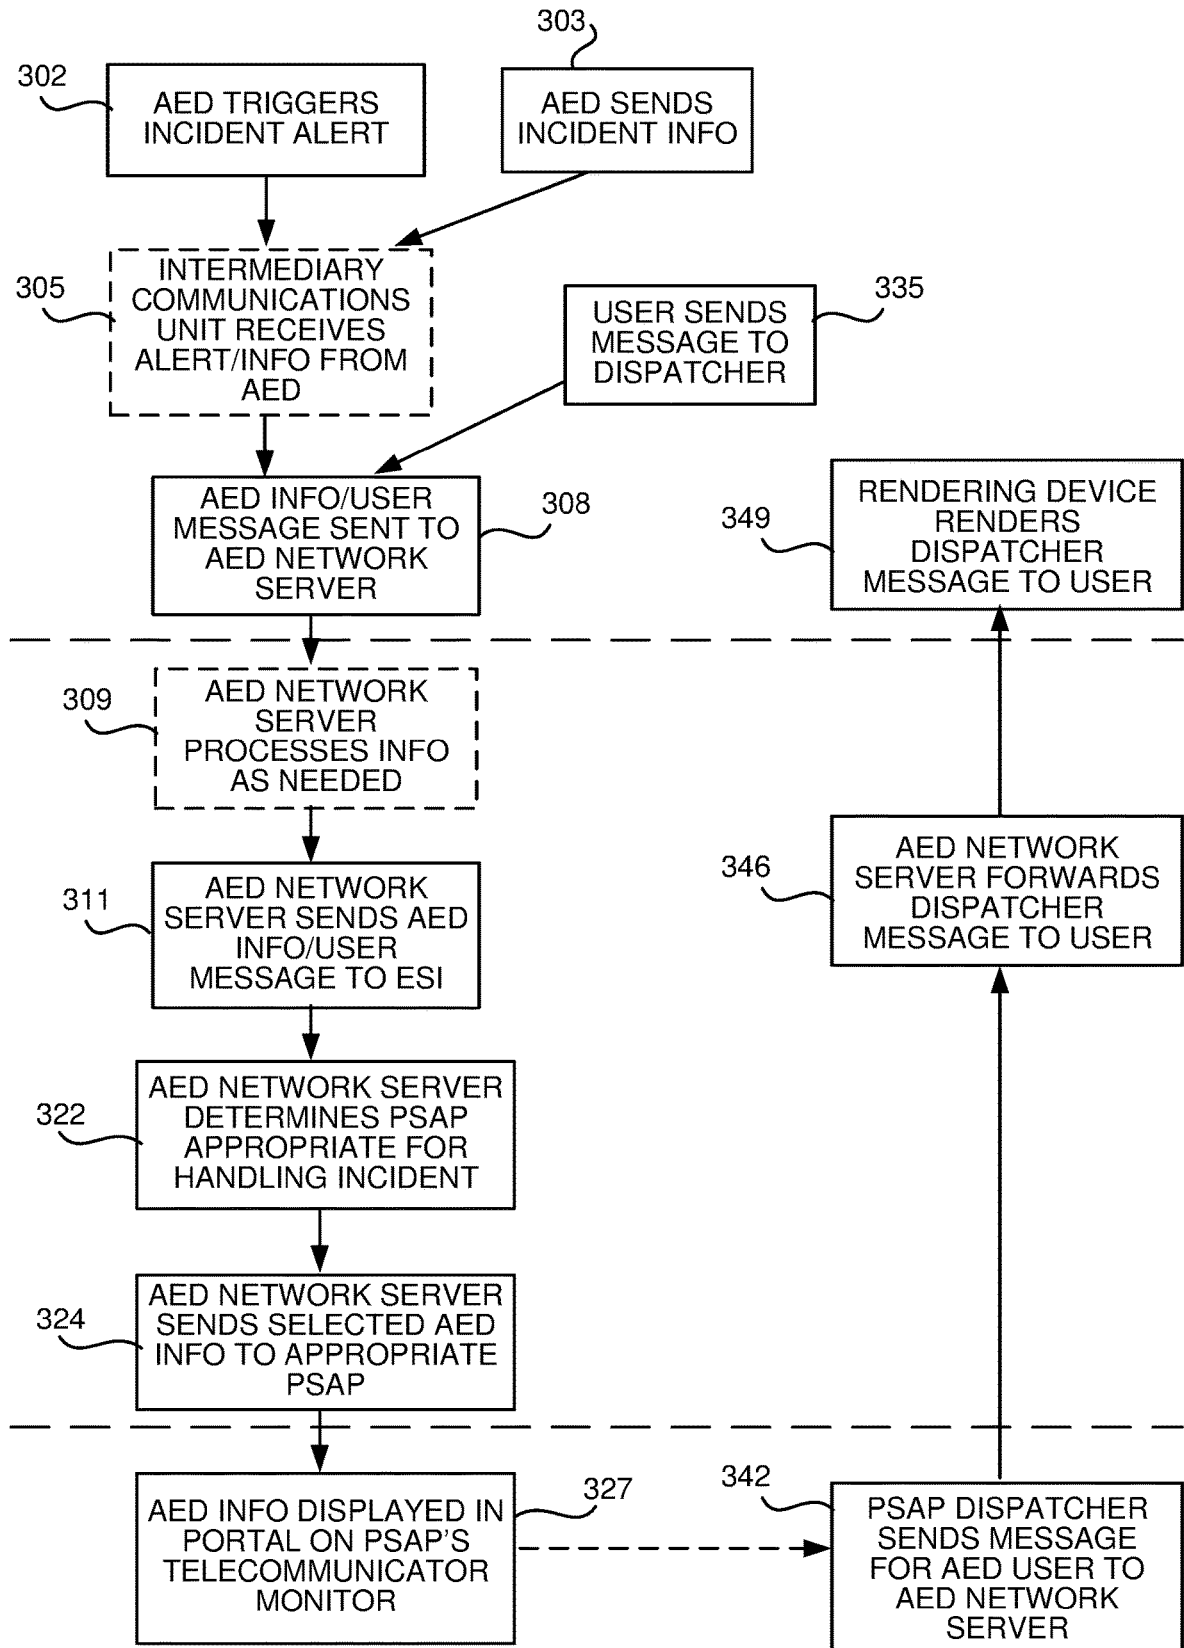 303
302
AED TRIGGERS
INCIDENT ALERT
AED SENDS
INCIDENT INFO
305
INTERMEDIARY
COMMUNICATIONS
UNIT RECEIVES
ALERT/INFO FROM
AED
335
USER SENDS
MESSAGE TO
DISPATCHER
AED INFO/USER
MESSAGE SENT TO
AED NETWORK
SERVER
308
349
RENDERING DEVICE
RENDERS
DISPATCHER
MESSAGE TO USER
309
AED NETWORK
SERVER
PROCESSES INFO
AS NEEDED
311
AED NETWORK
SERVER SENDS AED
INFO/USER
MESSAGE TO ESI
346
AED NETWORK
SERVER FORWARDS
DISPATCHER
MESSAGE TO USER
322
AED NETWORK SERVER
DETERMINES PSAP
APPROPRIATE FOR
HANDLING INCIDENT
324
AED NETWORK SERVER
SENDS SELECTED AED
INFO TO APPROPRIATE
PSAP
327
AED INFO DISPLAYED IN
PORTAL ON PSAP'S
TELECOMMUNICATOR
MONITOR
342
PSAP DISPATCHER
SENDS MESSAGE
FOR AED USER TO
AED NETWORK
SERVER